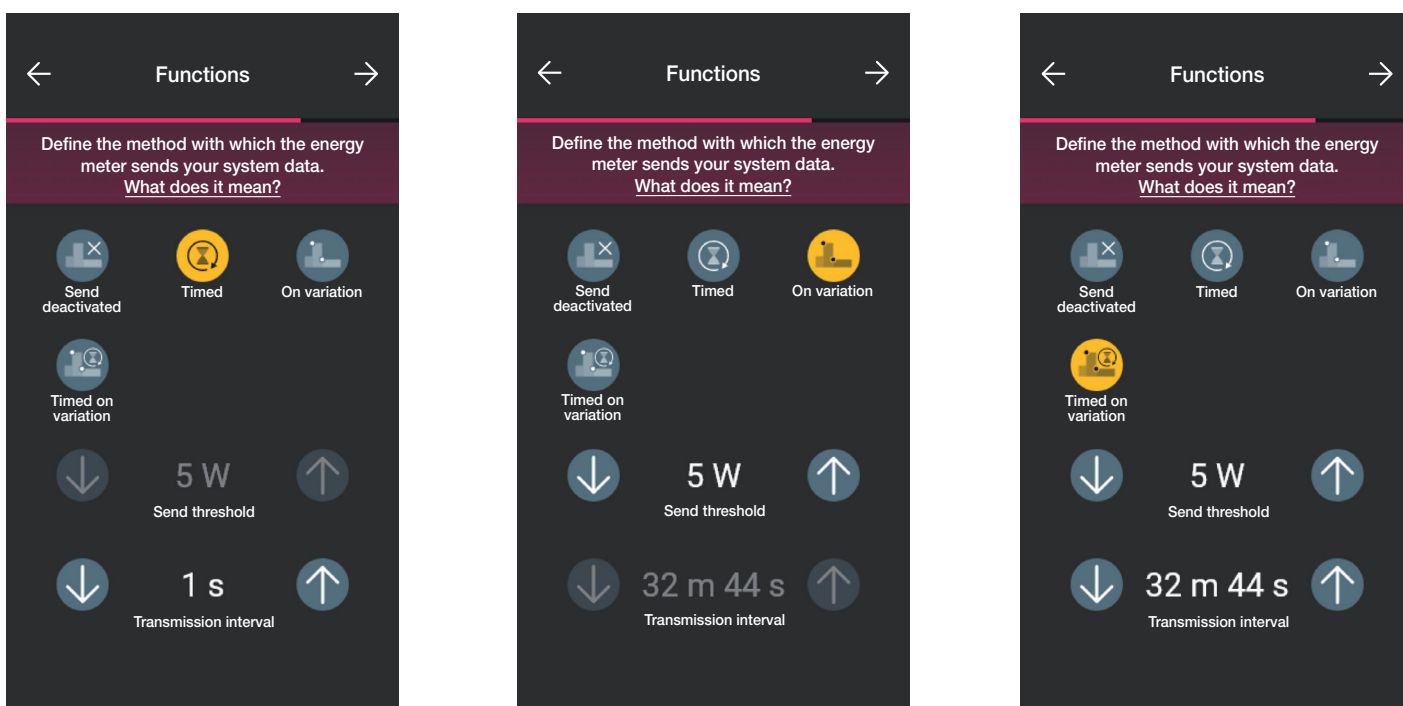 Functions
Define the method with which the energy
meter sends your system data.
What does it mean?
Send
deactivated
Timed
On variation
Timed on
variation
5 W
Send threshold
1 s
Transmission interval
Functions
Define the method with which the energy
meter sends your system data.
What does it mean?
Send
deactivated
Timed
On variation
Timed on
variation
5 W
Send threshold
32 m 44 s
Transmission interval
Functions
Define the method with which the energy
meter sends your system data.
What does it mean?
Send
deactivated
Timed
On variation
Timed on
variation
5 W
Send threshold
32 m 44 s
Transmission interval